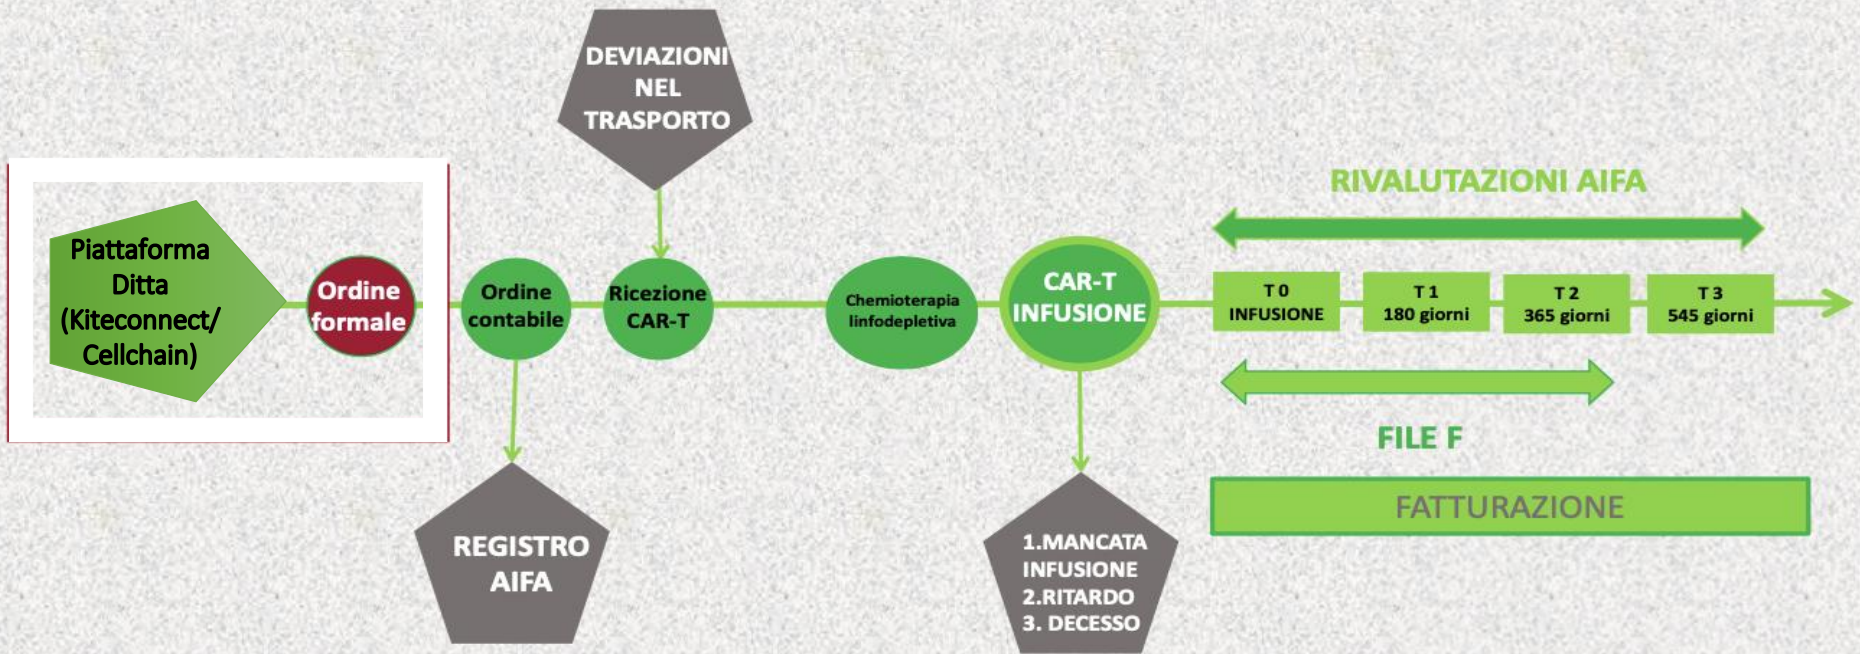 DEVIAZIONI
NEL
TRASPORTO
Piattaforma
Ditta
(Kiteconnect/
Cellchain)
Ordine
formale
Ordine
contabile
Ricezione
CAR-T
Chemioterapia
linfodepletiva
CAR-T
INFUSIONE
RIVALUTAZIONI AIFA
T 0
INFUSIONE
T 1
180 giorni
T 2
365 giorni
T 3
545 giorni
FILE F
FATTURAZIONE
REGISTRO
AIFA
1.MANCATA
INFUSIONE
2.RITARDO
3. DECESSO